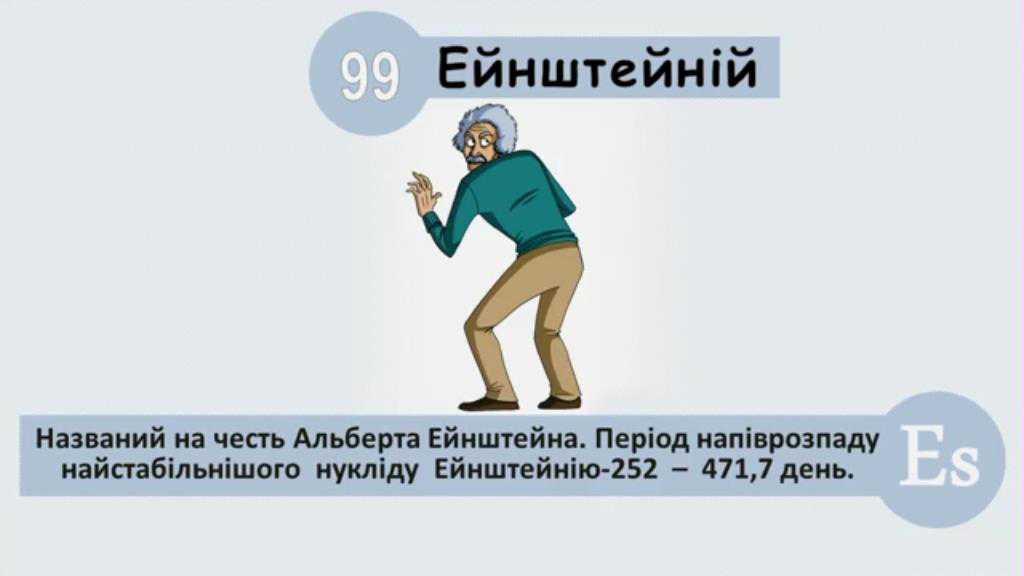 99
Ейнштейній
Названий на честь Альберта Ейнштейна. Період напіврозпаду
найстабільнішого нукліду Ейнштейнію-252 – 471,7 день.
Es